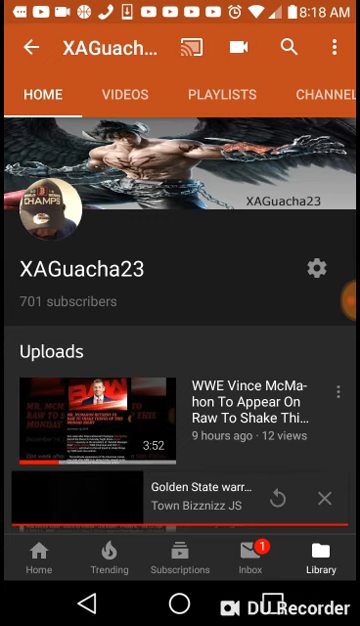 8:18 AM
XAGuach...
HOME VIDEOS PLAYLISTS CHANNEL
CHAMPS
XAGuacha23
XAGuacha23
701 subscribers
Uploads
WWE Vince McMa-
hon To Appear On
Raw To Shake Thi...
9 hours ago · 12 views
RAW
3:52
Golden State warr...
Town Bizznizz JS
1
Home Trending Subscriptions Inbox Library
DU Recorder